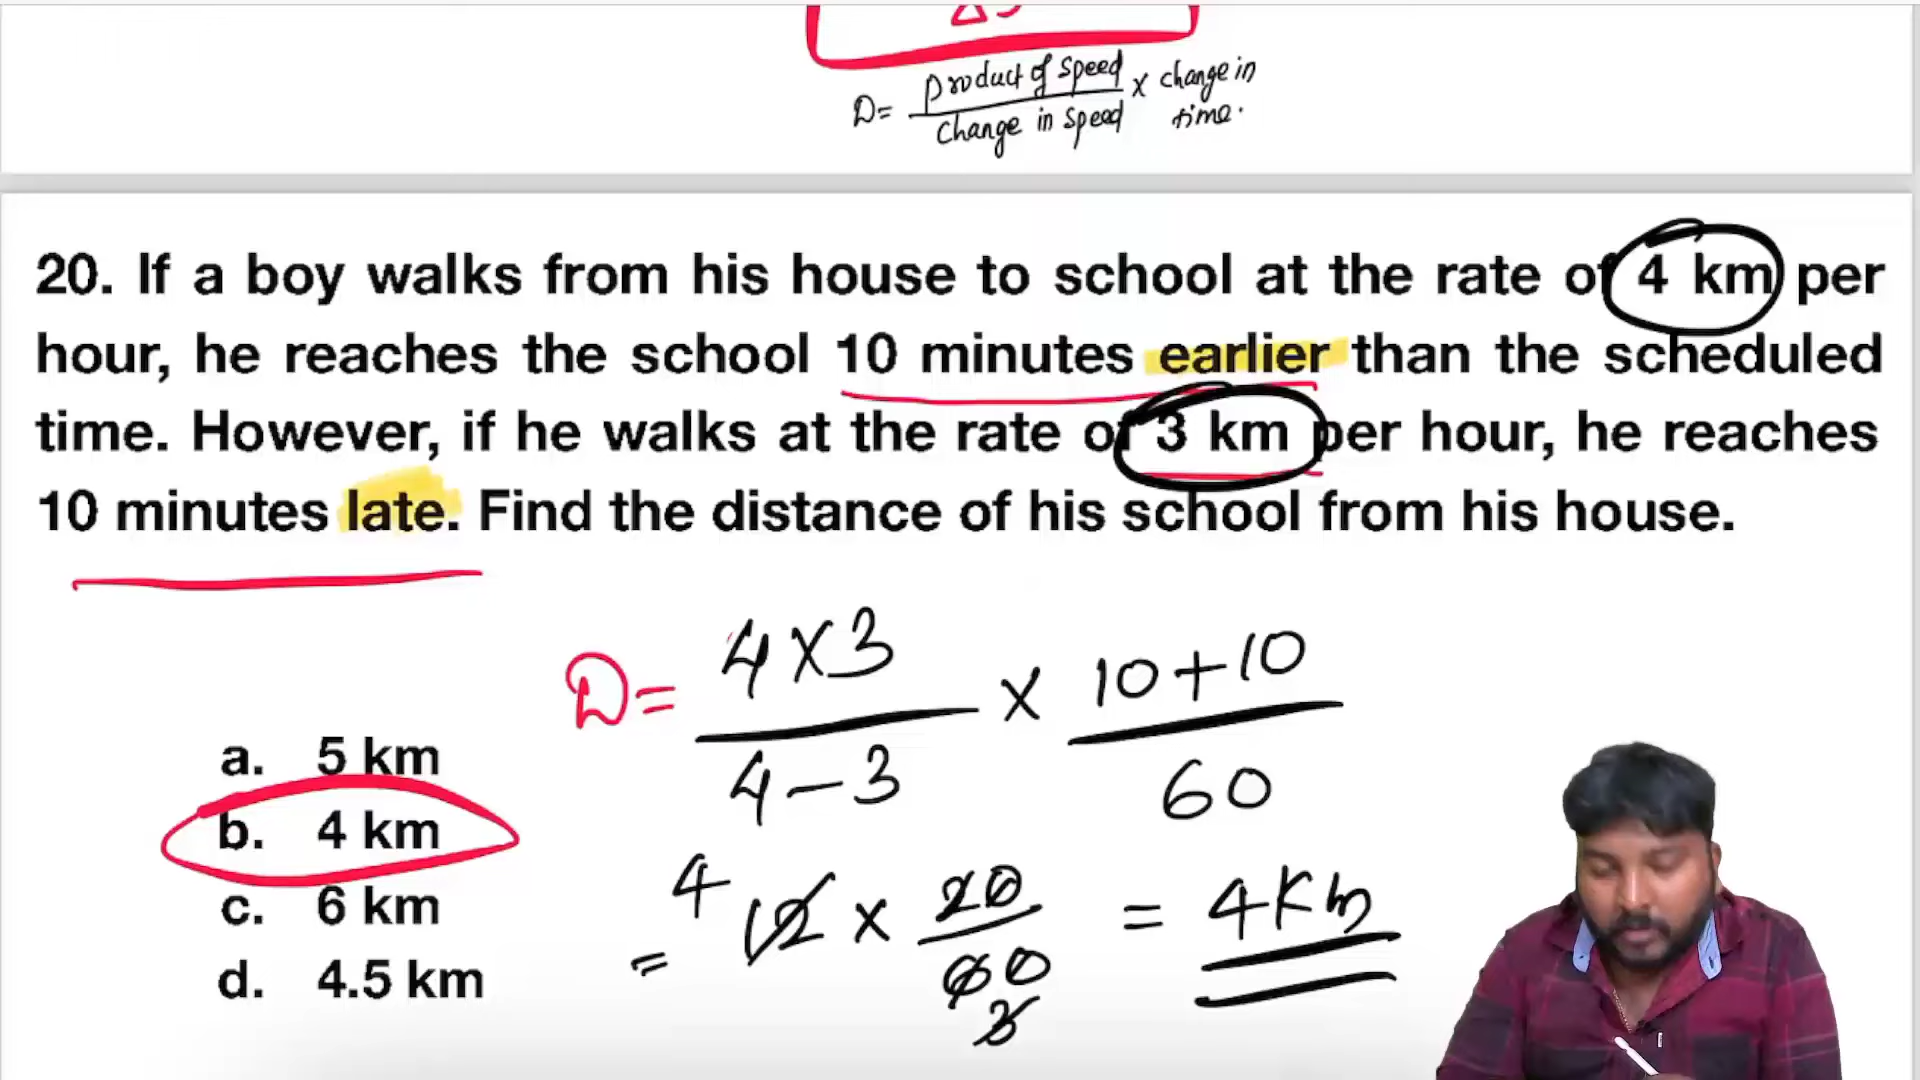 D = product of speed / change in speed × change in time.
20. If a boy walks from his house to school at the rate of 4 km per
hour, he reaches the school 10 minutes earlier than the scheduled
time. However, if he walks at the rate of 3 km per hour, he reaches
10 minutes late. Find the distance of his school from his house.
D = 4 × 3 / 4 – 3 × 10 + 10 / 60
a. 5 km
b. 4 km
c. 6 km
d. 4.5 km
= 4 12 × 20 / 60 3 = 4 Km